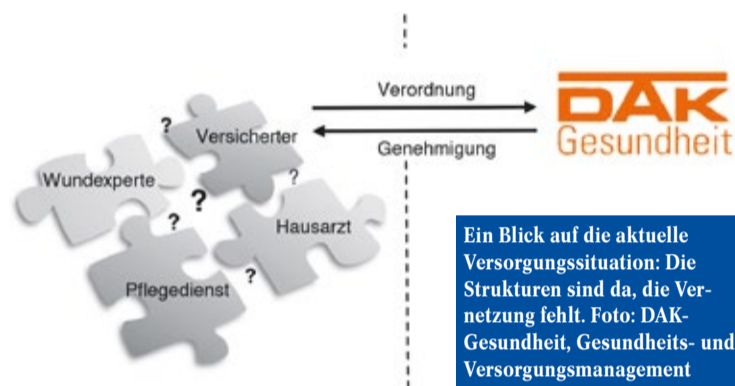 ?
Versicherter
Wundexperte
?
?
?
Hausarzt
?
Pflegedienst
Verordnung
Genehmigung
DAK
Gesundheit
Ein Blick auf die aktuelle
Versorgungssituation: Die
Strukturen sind da, die Ver-
netzung fehlt. Foto: DAK-
Gesundheit, Gesundheits- und
Versorgungsmanagement